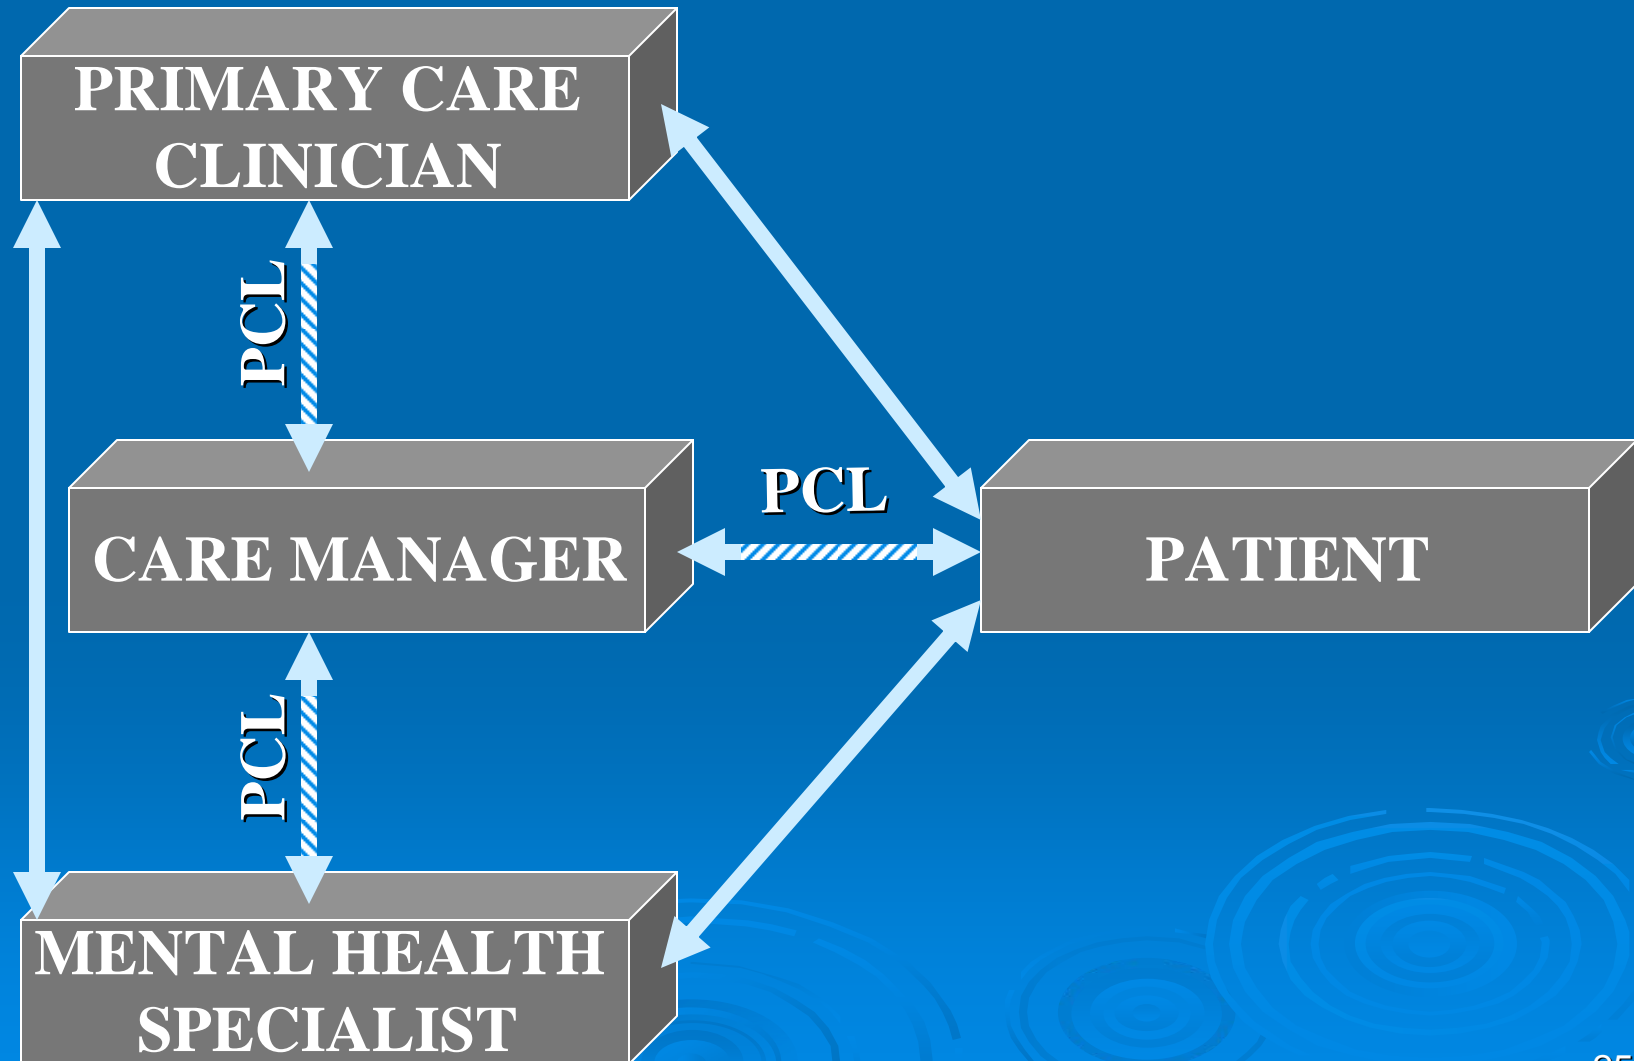 PRIMARY CARE
CLINICIAN
PCL
PCL
CARE MANAGER
PATIENT
PCL
MENTAL HEALTH
SPECIALIST